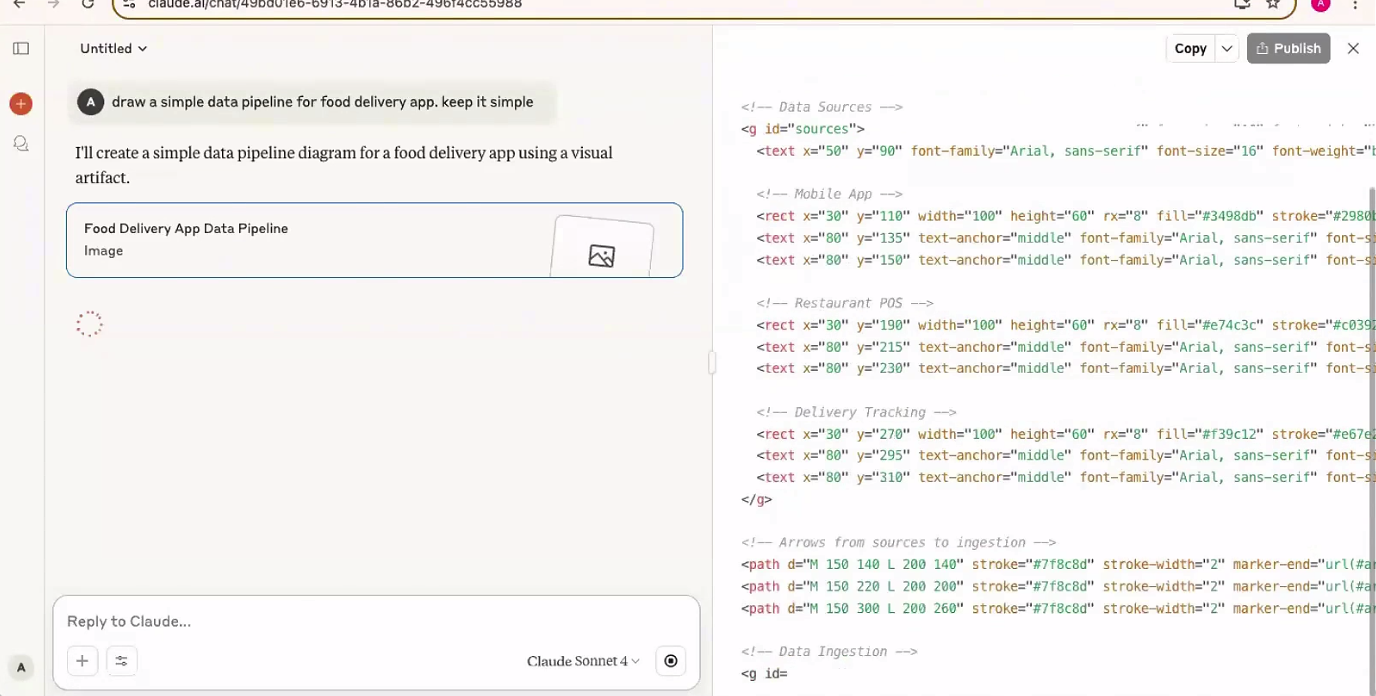 claude.ai/chat/49bd01e6-6913-4b1a-86b2-496f4cc55988
A
Untitled
A
draw a simple data pipeline for food delivery app. keep it simple
I'll create a simple data pipeline diagram for a food delivery app using a visual
artifact.
Food Delivery App Data Pipeline
Image
Reply to Claude...
Claude Sonnet 4
A
Copy
Publish
<!-- Data Sources -->
<g id="sources">
<text x="50" y="90" font-family="Arial, sans-serif" font-size="16" font-weight="b
<!-- Mobile App -->
<rect x="30" y="110" width="100" height="60" rx="8" fill="#3498db" stroke="#2980b
<text x="80" y="135" text-anchor="middle" font-family="Arial, sans-serif" font-si
<text x="80" y="150" text-anchor="middle" font-family="Arial, sans-serif" font-si
<!-- Restaurant POS -->
<rect x="30" y="190" width="100" height="60" rx="8" fill="#e74c3c" stroke="#c0392
<text x="80" y="215" text-anchor="middle" font-family="Arial, sans-serif" font-si
<text x="80" y="230" text-anchor="middle" font-family="Arial, sans-serif" font-si
<!-- Delivery Tracking -->
<rect x="30" y="270" width="100" height="60" rx="8" fill="#f39c12" stroke="#e67e2
<text x="80" y="295" text-anchor="middle" font-family="Arial, sans-serif" font-si
<text x="80" y="310" text-anchor="middle" font-family="Arial, sans-serif" font-si
</g>
<!-- Arrows from sources to ingestion -->
<path d="M 150 140 L 200 140" stroke="#7f8c8d" stroke-width="2" marker-end="url(#ar
<path d="M 150 220 L 200 200" stroke="#7f8c8d" stroke-width="2" marker-end="url(#ar
<path d="M 150 300 L 200 260" stroke="#7f8c8d" stroke-width="2" marker-end="url(#ar
<!-- Data Ingestion -->
<g id=